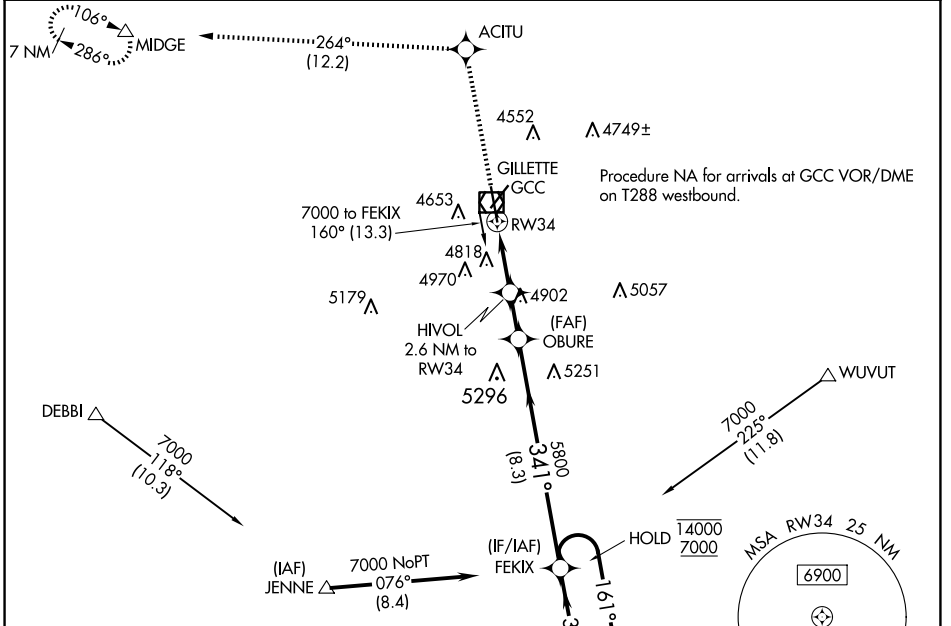 106°
MIDGE
7 NM
286°
264°
(12.2)
ACITU
4552
4749±
GILLETTE
GCC
Procedure NA for arrivals at GCC VOR/DME
on T288 westbound.
4653
7000 to FEKIX
160° (13.3)
RW34
4818
4970
5179
4902
5057
HIVOL
2.6 NM to
RW34
(FAF)
OBURE
5296
5251
WUVUT
7000
225°
(11.8)
DEBBI
7000
118°
(10.3)
5800
341°
(8.3)
HOLD
14000
7000
(IF/IAF)
FEKIX
(IAF)
JENNE
7000 NoPT
076°
(8.4)
161°
MSA RW34 25 NM
6900